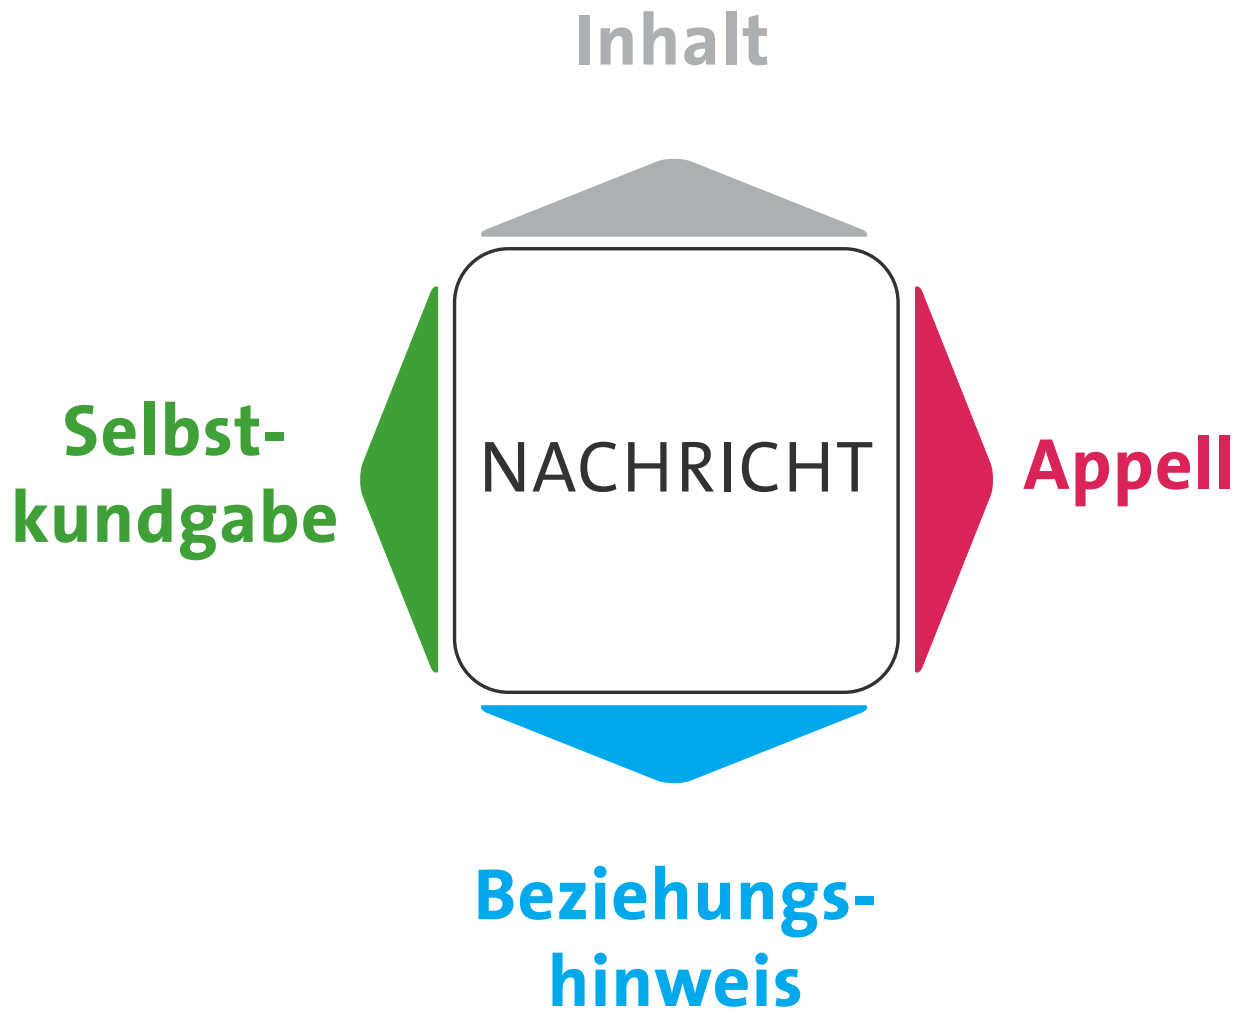 Inhalt
Selbst-
kundgabe
NACHRICHT
Appell
Beziehungs-
hinweis